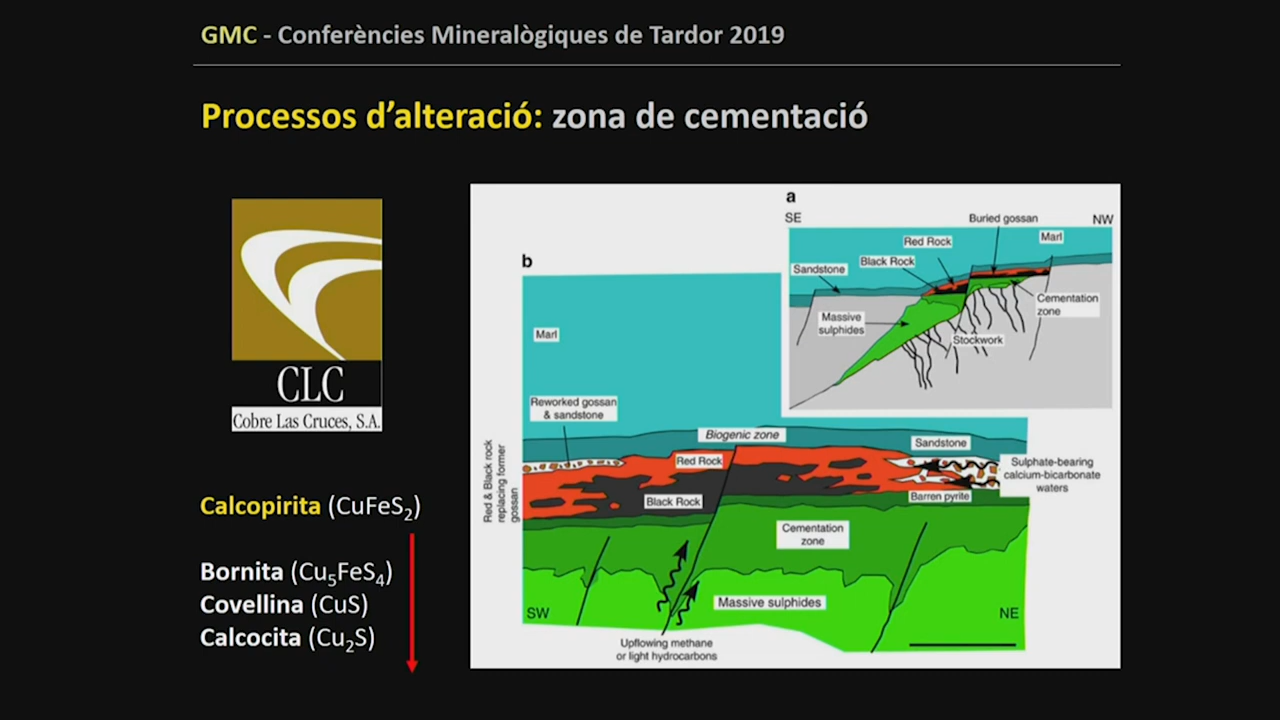 GMC - Conferències Mineralògiques de Tardor 2019
Processos d'alteració: zona de cementació
CLC
Cobre Las Cruces, S.A.
Calcopirita (CuFeS₂)
Bornita (Cu₅FeS₄)
Covellina (CuS)
Calcocita (Cu₂S)
a
SE
NW
Buried gossan
Marl
Red Rock
Black Rock
Sandstone
Cementation
zone
Massive
sulphides
Stockwork
b
Marl
Reworked gossan
& sandstone
Biogenic zone
Sandstone
Red Rock
Sulphate-bearing
calcium-bicarbonate
waters
Red & Black rock
replacing former
gossan
Black Rock
Barren pyrite
Cementation
zone
Massive sulphides
SW
NE
Upflowing methane
or light hydrocarbons